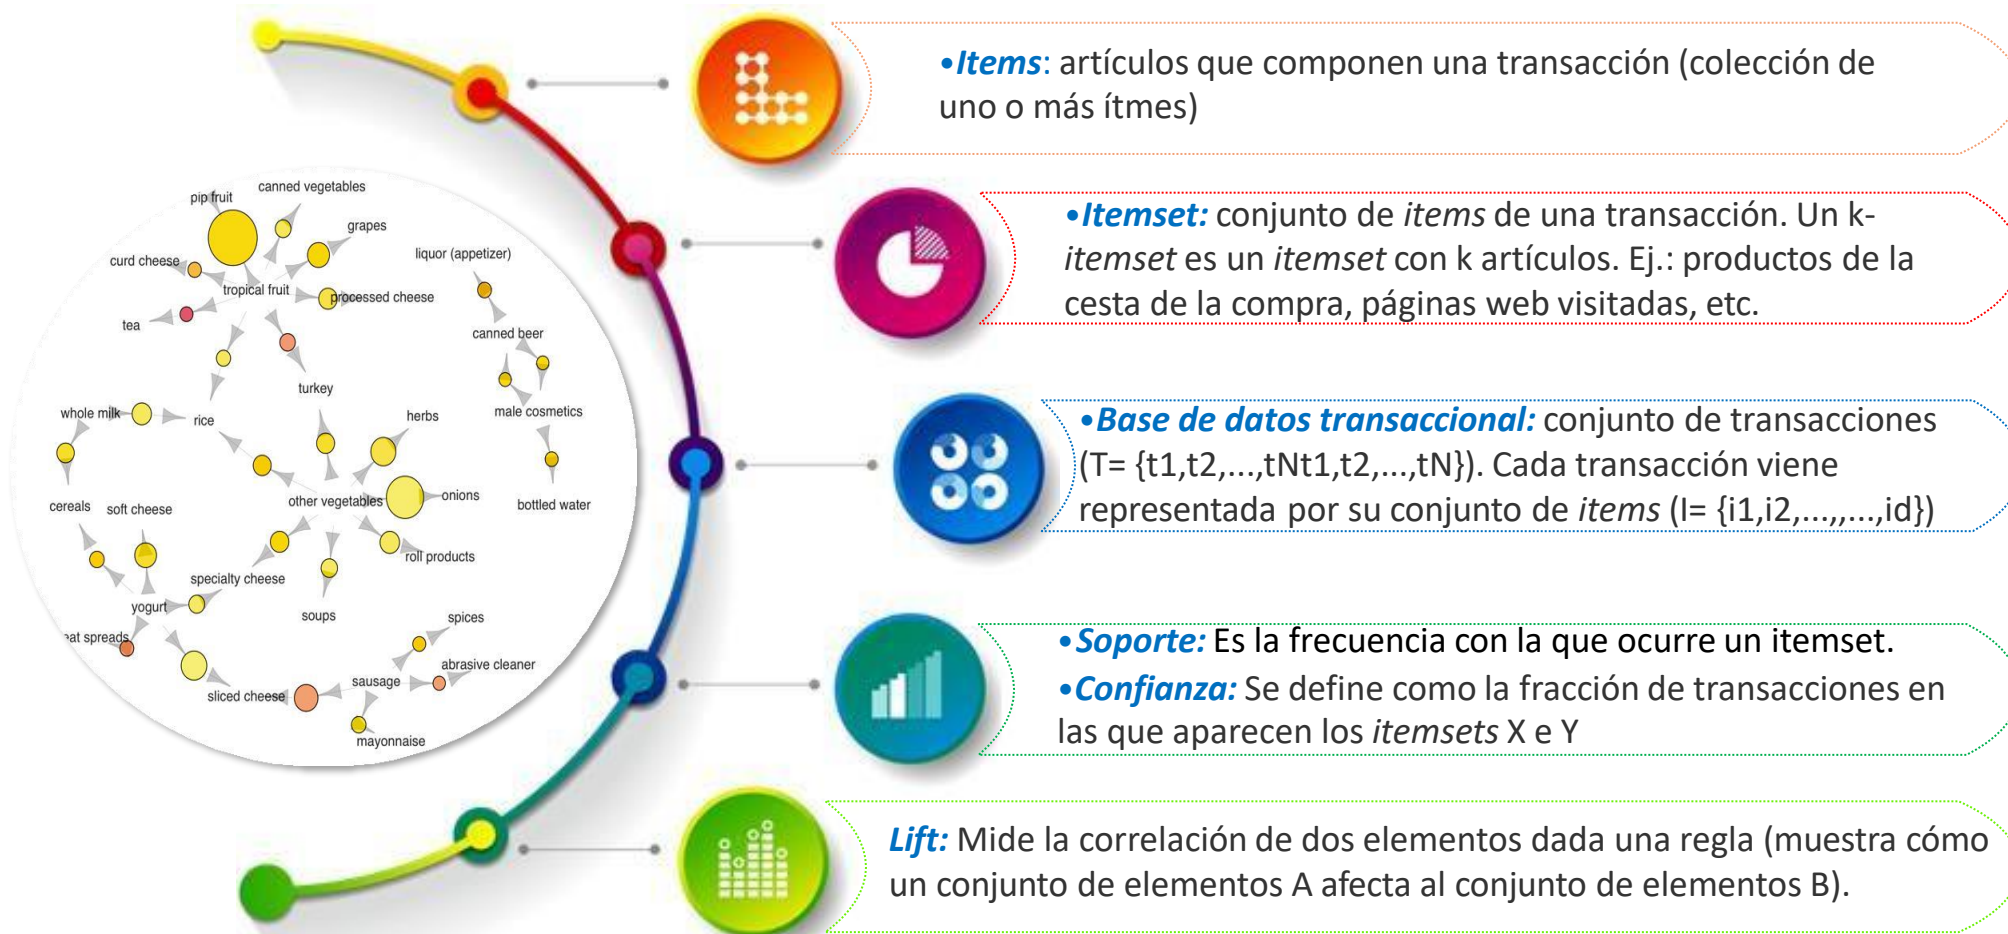 •Items: artículos que componen una transacción (colección de
uno o más ítmes)
•Itemset: conjunto de items de una transacción. Un k-
itemset es un itemset con k artículos. Ej.: productos de la
cesta de la compra, páginas web visitadas, etc.
•Base de datos transaccional: conjunto de transacciones
(T= {t1,t2,...,tNt1,t2,...,tN}). Cada transacción viene
representada por su conjunto de items (I= {i1,i2,...,,...,id})
•Soporte: Es la frecuencia con la que ocurre un itemset.
•Confianza: Se define como la fracción de transacciones en
las que aparecen los itemsets X e Y
Lift: Mide la correlación de dos elementos dada una regla (muestra cómo
un conjunto de elementos A afecta al conjunto de elementos B).
canned vegetables
pip fruit
grapes
liquor (appetizer)
curd cheese
tropical fruit
processed cheese
tea
canned beer
turkey
whole milk
rice
herbs
male cosmetics
cereals
soft cheese
other vegetables
onions
bottled water
roll products
specialty cheese
yogurt
soups
spices
eat spreads
abrasive cleaner
sausage
sliced cheese
mayonnaise